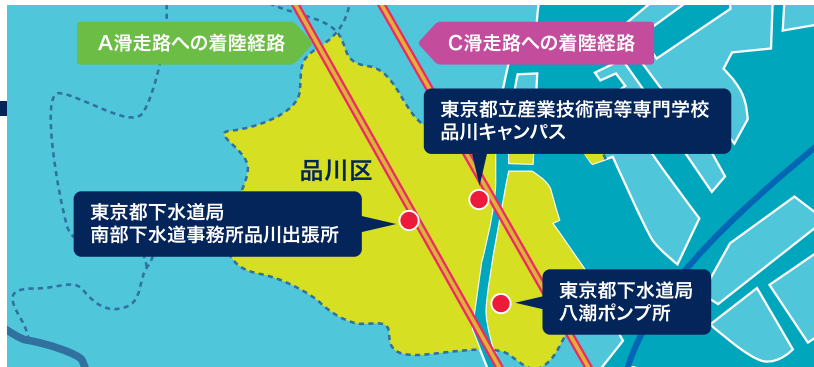 A滑走路への着陸経路
C滑走路への着陸経路
東京都立産業技術高等専門学校
品川キャンパス
品川区
東京都下水道局
南部下水道事務所品川出張所
東京都下水道局
八潮ポンプ所